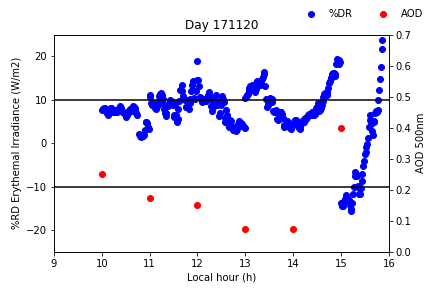 %DR AOD
Day 171120
%RD Erythemal Irradiance (W/m2)
20
10
0
−10
−20
0.7
0.6
0.5
0.4
0.3
0.2
0.1
0.0
AOD 500nm
9 10 11 12 13 14 15 16
Local hour (h)